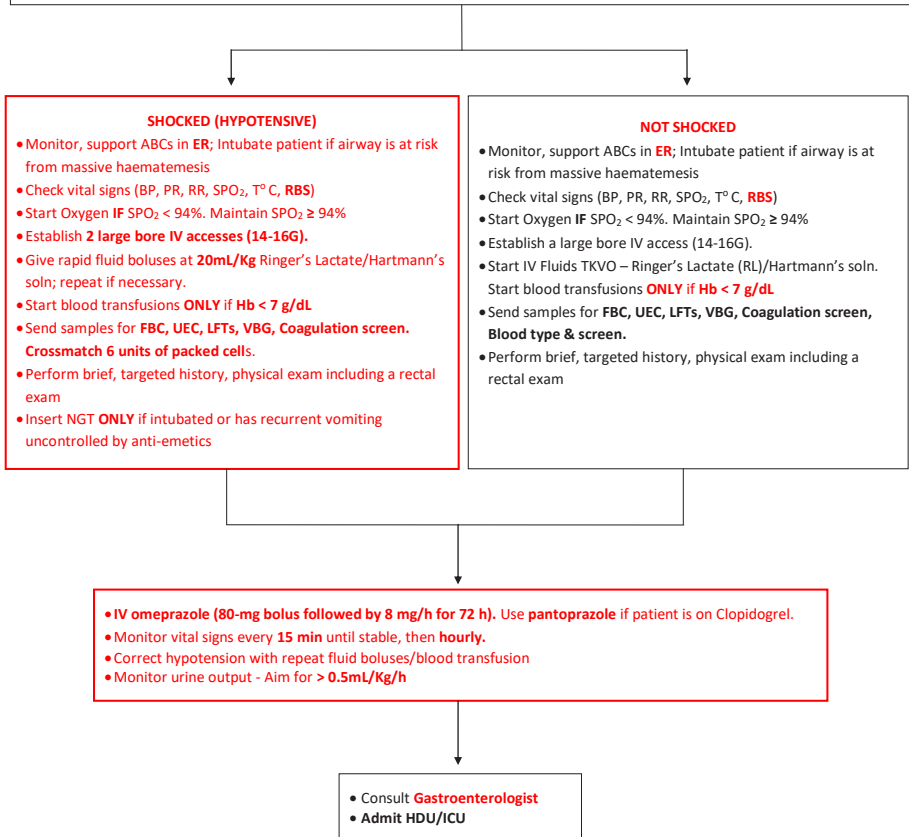 SHOCKED (HYPOTENSIVE)
• Monitor, support ABCs in ER; Intubate patient if airway is at risk
from massive haematemesis
• Check vital signs (BP, PR, RR, SPO₂, T° C, RBS)
• Start Oxygen IF SPO₂ < 94%. Maintain SPO₂ ≥ 94%
• Establish 2 large bore IV accesses (14-16G).
• Give rapid fluid boluses at 20mL/Kg Ringer's Lactate/Hartmann's
soln; repeat if necessary.
• Start blood transfusions ONLY if Hb < 7 g/dL
• Send samples for FBC, UEC, LFTs, VBG, Coagulation screen.
Crossmatch 6 units of packed cells.
• Perform brief, targeted history, physical exam including a rectal
exam
• Insert NGT ONLY if intubated or has recurrent vomiting
uncontrolled by anti-emetics
NOT SHOCKED
• Monitor, support ABCs in ER; Intubate patient if airway is at
risk from massive haematemesis
• Check vital signs (BP, PR, RR, SPO₂, T° C, RBS)
• Start Oxygen IF SPO₂ < 94%. Maintain SPO₂ ≥ 94%
• Establish a large bore IV access (14-16G).
• Start IV Fluids TKVO – Ringer's Lactate (RL)/Hartmann's soln.
Start blood transfusions ONLY if Hb < 7 g/dL
• Send samples for FBC, UEC, LFTs, VBG, Coagulation screen,
Blood type & screen.
• Perform brief, targeted history, physical exam including a
rectal exam
• IV omeprazole (80-mg bolus followed by 8 mg/h for 72 h). Use pantoprazole if patient is on Clopidogrel.
• Monitor vital signs every 15 min until stable, then hourly.
• Correct hypotension with repeat fluid boluses/blood transfusion
• Monitor urine output - Aim for > 0.5mL/Kg/h
• Consult Gastroenterologist
• Admit HDU/ICU